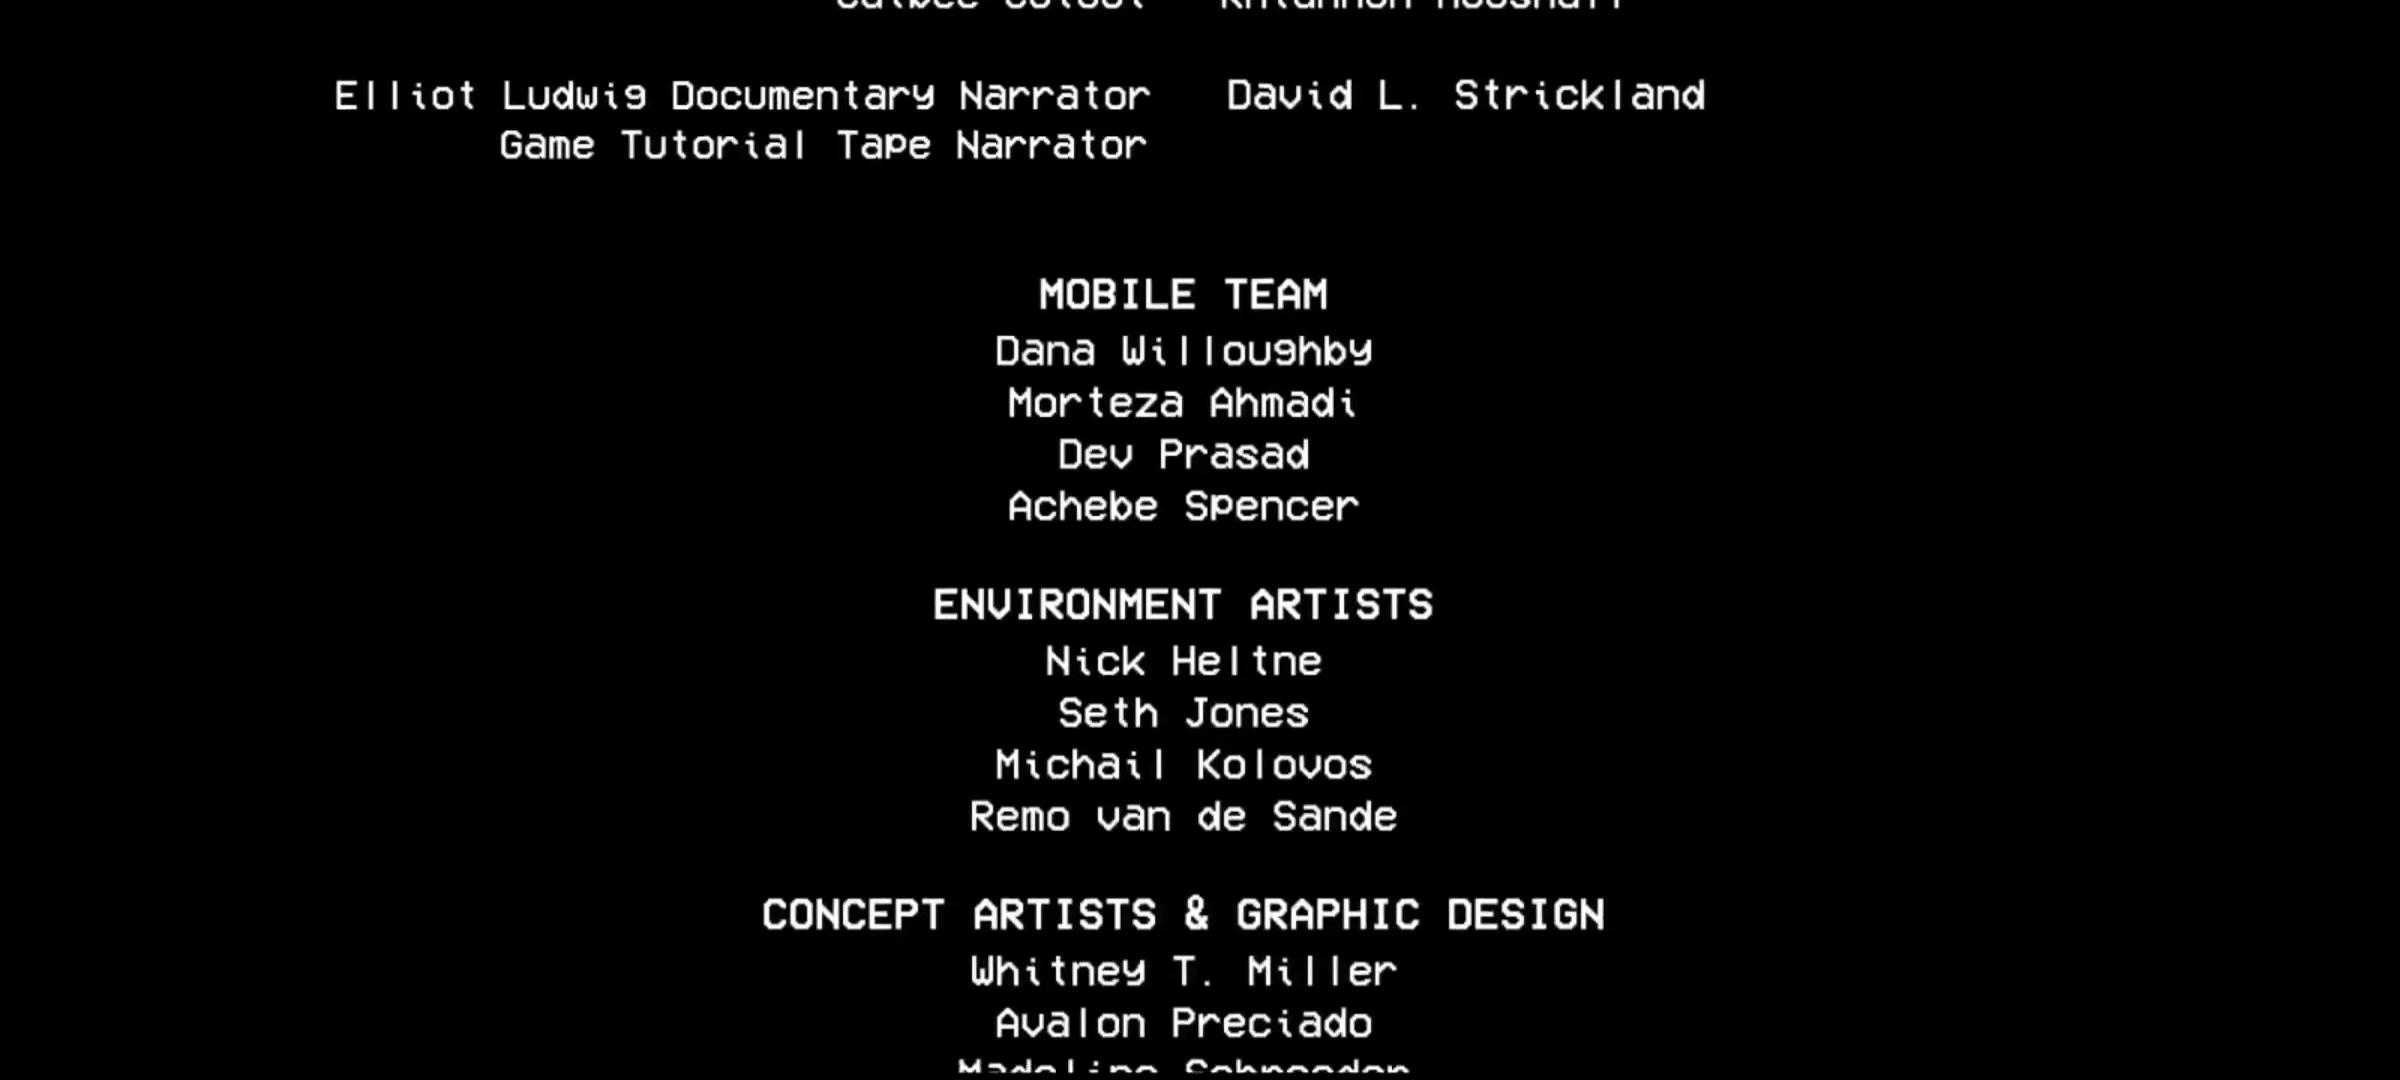 Elliot Ludwig Documentary Narrator David L. Strickland
Game Tutorial Tape Narrator
MOBILE TEAM
Dana Willoughby
Morteza Ahmadi
Dev Prasad
Achebe Spencer
ENVIRONMENT ARTISTS
Nick Heltne
Seth Jones
Michail Kolovos
Remo van de Sande
CONCEPT ARTISTS & GRAPHIC DESIGN
Whitney T. Miller
Avalon Preciado